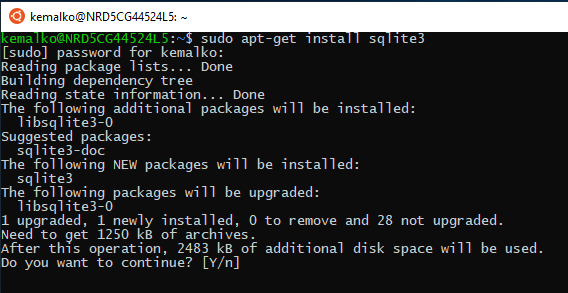 kemalko@NRD5CG44524L5: ~
kemalko@NRD5CG44524L5:~$ sudo apt-get install sqlite3
[sudo] password for kemalko:
Reading package lists... Done
Building dependency tree
Reading state information... Done
The following additional packages will be installed:
  libsqlite3-0
Suggested packages:
  sqlite3-doc
The following NEW packages will be installed:
  sqlite3
The following packages will be upgraded:
  libsqlite3-0
1 upgraded, 1 newly installed, 0 to remove and 28 not upgraded.
Need to get 1250 kB of archives.
After this operation, 2483 kB of additional disk space will be used.
Do you want to continue? [Y/n]